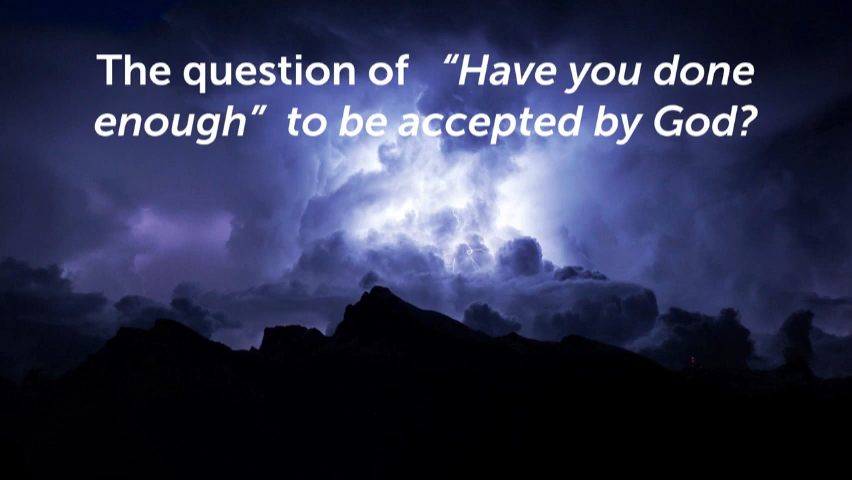 The question of “Have you done
enough” to be accepted by God?